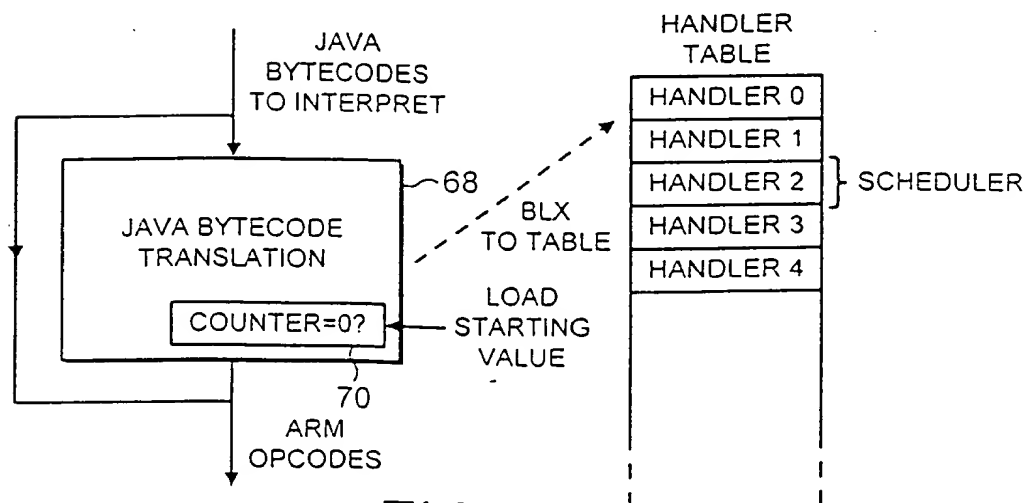 JAVA
BYTECODES
TO INTERPRET
68
JAVA BYTECODE
TRANSLATION
COUNTER=0?
70
LOAD
STARTING
VALUE
BLX
TO TABLE
ARM
OPCODES
HANDLER
TABLE
HANDLER 0
HANDLER 1
HANDLER 2
SCHEDULER
HANDLER 3
HANDLER 4